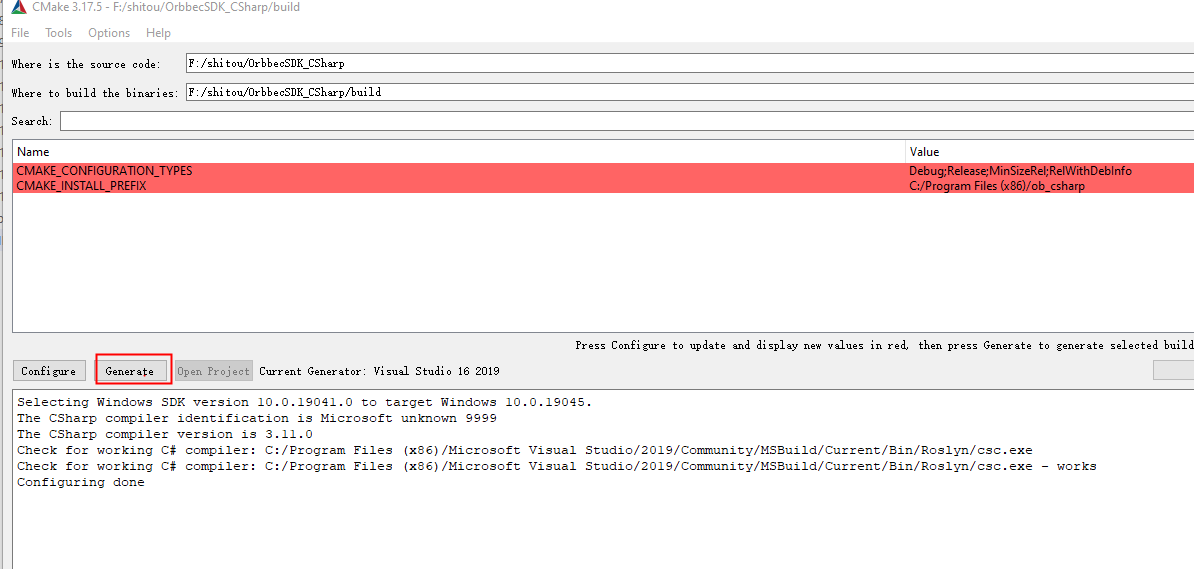 CMake 3.17.5 - F:/shitou/OrbbecSDK_CSharp/build
File Tools Options Help
Where is the source code: F:/shitou/OrbbecSDK_CSharp
Where to build the binaries: F:/shitou/OrbbecSDK_CSharp/build
Search:
Name Value
CMAKE_CONFIGURATION_TYPES Debug;Release;MinSizeRel;RelWithDebInfo
CMAKE_INSTALL_PREFIX C:/Program Files (x86)/ob_csharp
Press Configure to update and display new values in red, then press Generate to generate selected build
Configure Generate Open Project Current Generator: Visual Studio 16 2019
Selecting Windows SDK version 10.0.19041.0 to target Windows 10.0.19045.
The CSharp compiler identification is Microsoft unknown 9999
The CSharp compiler version is 3.11.0
Check for working C# compiler: C:/Program Files (x86)/Microsoft Visual Studio/2019/Community/MSBuild/Current/Bin/Roslyn/csc.exe
Check for working C# compiler: C:/Program Files (x86)/Microsoft Visual Studio/2019/Community/MSBuild/Current/Bin/Roslyn/csc.exe - works
Configuring done